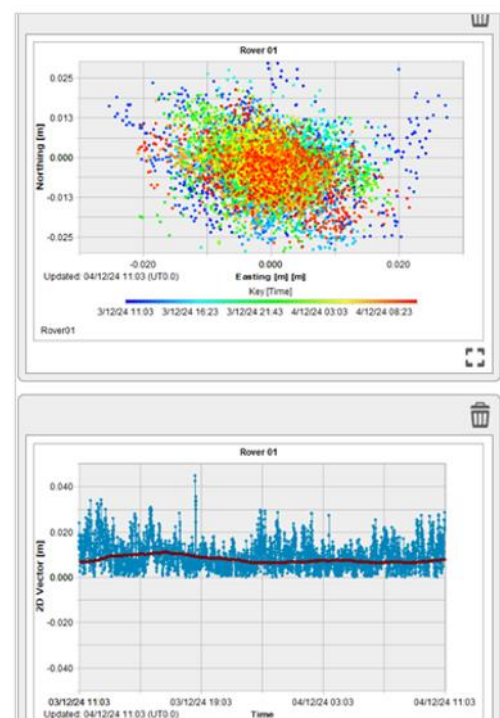 Rover 01
0.025
0.013
0.000
-0.013
-0.025
Northing [m]
-0.020 0.000 0.020
Updated: 04/12/24 11:03 (UT0.0) Easting [m] [m]
Key [Time]
3/12/24 11:03 3/12/24 16:23 3/12/24 21:43 4/12/24 03:03 4/12/24 08:23
Rover01
Rover 01
0.040
0.020
0.000
-0.020
-0.040
2D Vector [m]
03/12/24 11:03 03/12/24 19:03 04/12/24 03:03 04/12/24 11:03
Updated: 04/12/24 11:03 (UT0.0) Time